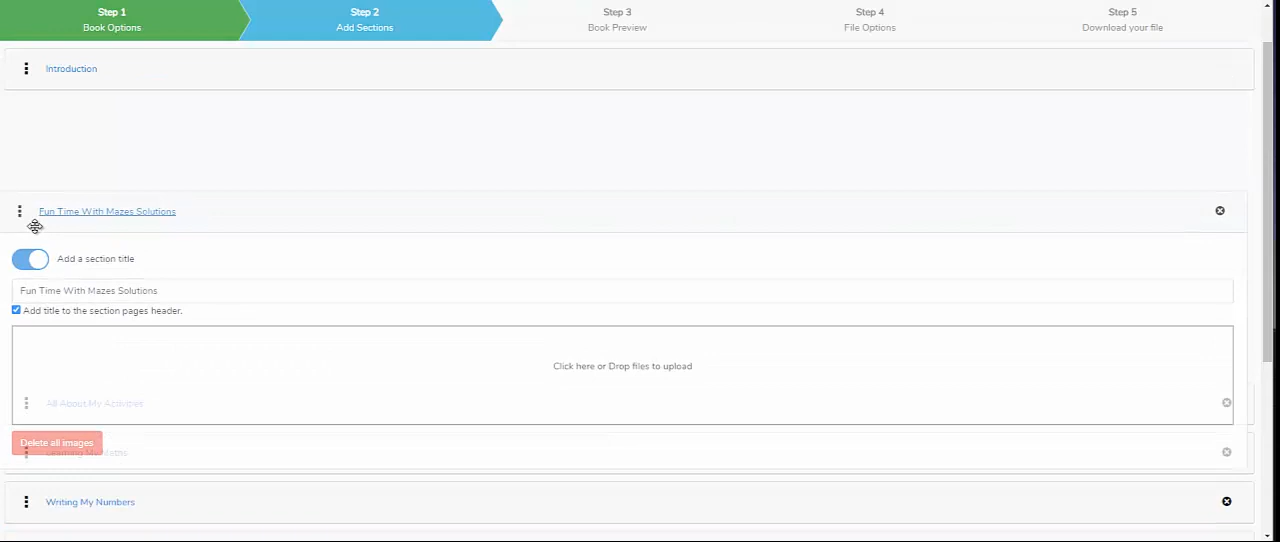 Step 1
Book Options
Step 2
Add Sections
Step 3
Book Preview
Step 4
File Options
Step 5
Download your file
Introduction
Fun Time With Mazes Solutions
Add a section title
Fun Time With Mazes Solutions
Add title to the section pages header.
Click here or Drop files to upload
All About My Activities
Delete all images
Learning My Maths
Writing My Numbers